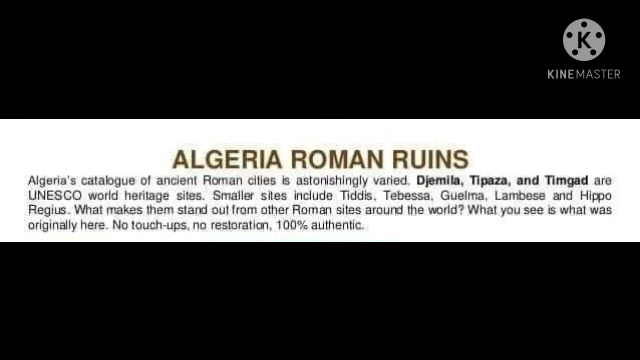 KINEMASTER
ALGERIA ROMAN RUINS
Algeria's catalogue of ancient Roman cities is astonishingly varied. Djemila, Tipaza, and Timgad are
UNESCO world heritage sites. Smaller sites include Tiddis, Tebessa, Guelma, Lambese and Hippo
Regius. What makes them stand out from other Roman sites around the world? What you see is what was
originally here. No touch-ups, no restoration, 100% authentic.